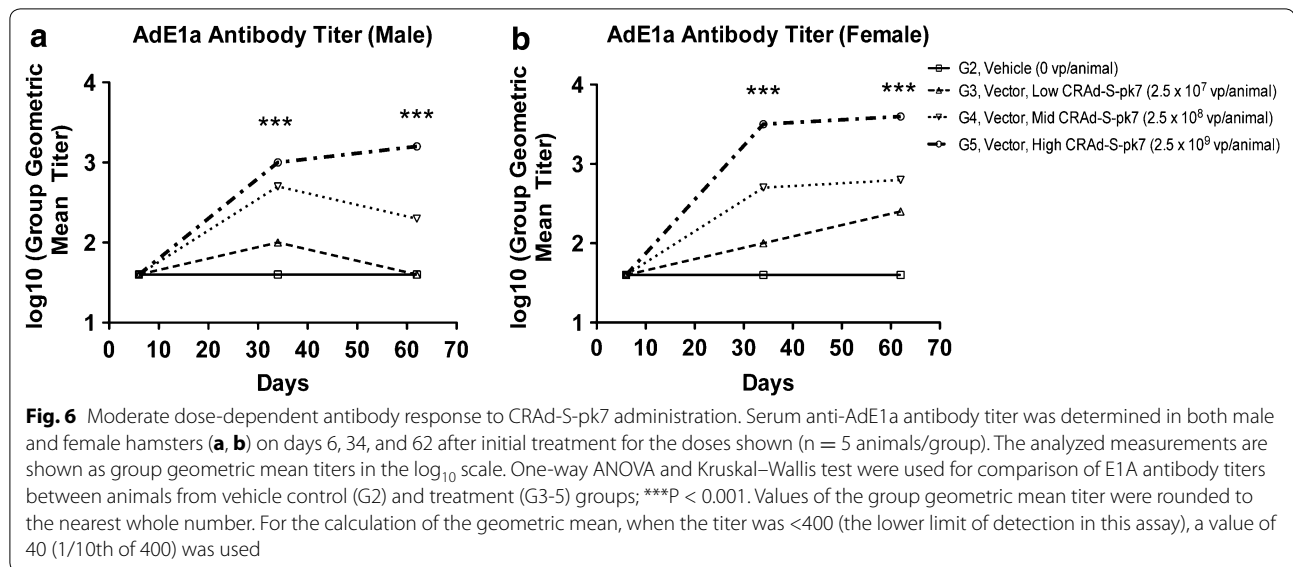 a
AdE1a Antibody Titer (Male)
log10 (Group Geometric
Mean Titer)
4
3
2
1
***
***
0 10 20 30 40 50 60 70
Days
b
AdE1a Antibody Titer (Female)
log10 (Group Geometric
Mean Titer)
4
3
2
1
***
***
0 10 20 30 40 50 60 70
Days
G2, Vehicle (0 vp/animal)
G3, Vector, Low CRAd-S-pk7 (2.5 x 10⁷ vp/animal)
G4, Vector, Mid CRAd-S-pk7 (2.5 x 10⁸ vp/animal)
G5, Vector, High CRAd-S-pk7 (2.5 x 10⁹ vp/animal)
Fig. 6 Moderate dose-dependent antibody response to CRAd-S-pk7 administration. Serum anti-AdE1a antibody titer was determined in both male
and female hamsters (a, b) on days 6, 34, and 62 after initial treatment for the doses shown (n = 5 animals/group). The analyzed measurements are
shown as group geometric mean titers in the log₁₀ scale. One-way ANOVA and Kruskal–Wallis test were used for comparison of E1A antibody titers
between animals from vehicle control (G2) and treatment (G3-5) groups; ***P < 0.001. Values of the group geometric mean titer were rounded to
the nearest whole number. For the calculation of the geometric mean, when the titer was <400 (the lower limit of detection in this assay), a value of
40 (1/10th of 400) was used